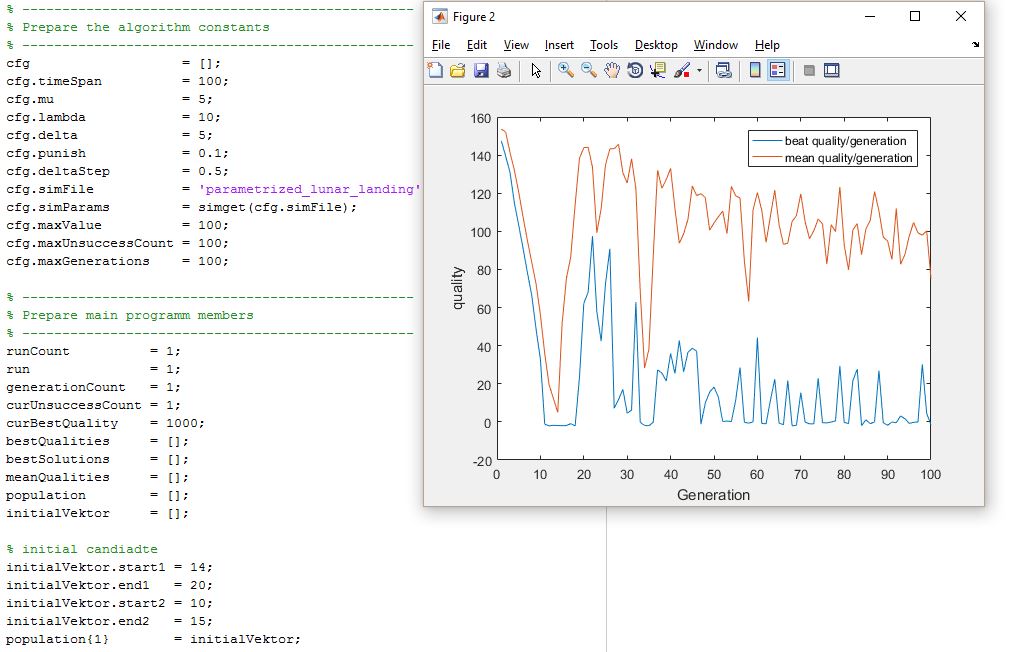 % -----------------------------------------------
% Prepare the algorithm constants
% -----------------------------------------------
cfg = [];
cfg.timeSpan = 100;
cfg.mu = 5;
cfg.lambda = 10;
cfg.delta = 5;
cfg.punish = 0.1;
cfg.deltaStep = 0.5;
cfg.simFile = 'parametrized_lunar_landing'
cfg.simParams = simget(cfg.simFile);
cfg.maxValue = 100;
cfg.maxUnsuccessCount = 100;
cfg.maxGenerations = 100;
% -----------------------------------------------
% Prepare main programm members
% -----------------------------------------------
runCount = 1;
run = 1;
generationCount = 1;
curUnsuccessCount = 1;
curBestQuality = 1000;
bestQualities = [];
bestSolutions = [];
meanQualities = [];
population = [];
initialVektor = [];
% initial candiadte
initialVektor.start1 = 14;
initialVektor.end1 = 20;
initialVektor.start2 = 10;
initialVektor.end2 = 15;
population{1} = initialVektor;
Figure 2
File Edit View Insert Tools Desktop Window Help
beat quality/generation
mean quality/generation
160
140
120
100
80
60
40
20
0
-20
quality
0 10 20 30 40 50 60 70 80 90 100
Generation